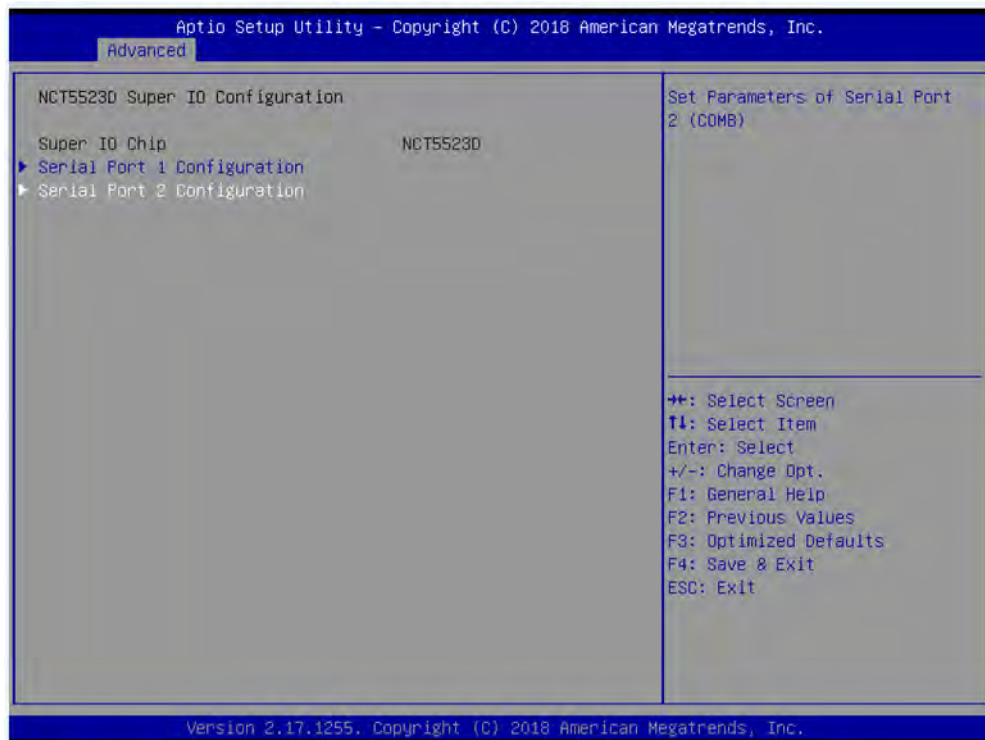 Aptio Setup Utility – Copyright (C) 2018 American Megatrends, Inc.
Advanced
NCT5523D Super IO Configuration
Super IO Chip NCT5523D
Serial Port 1 Configuration
Serial Port 2 Configuration
Set Parameters of Serial Port
2 (COMB)
→←: Select Screen
↑↓: Select Item
Enter: Select
+/-: Change Opt.
F1: General Help
F2: Previous Values
F3: Optimized Defaults
F4: Save & Exit
ESC: Exit
Version 2.17.1255. Copyright (C) 2018 American Megatrends, Inc.